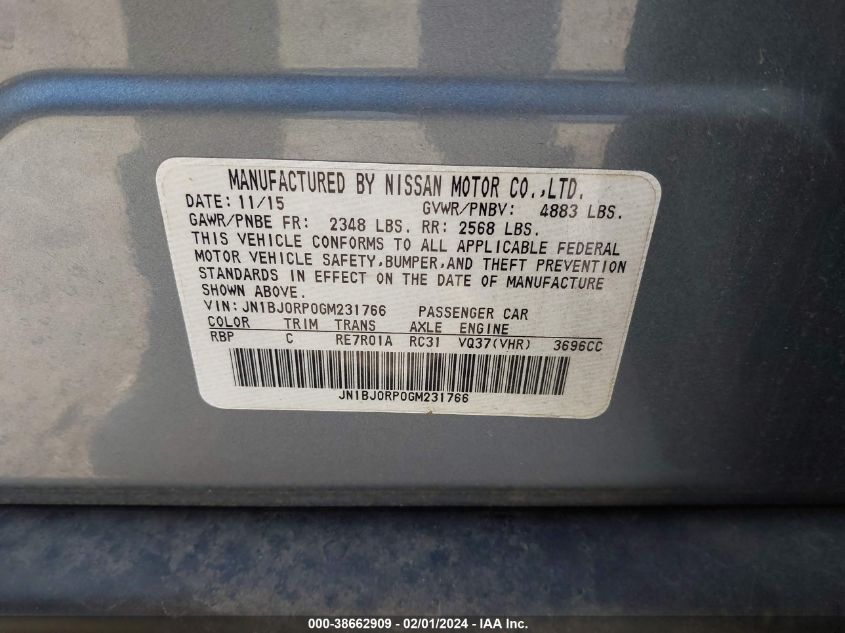 MANUFACTURED BY NISSAN MOTOR CO.,LTD.
DATE: 11/15 GVWR/PNBV: 4883 LBS.
GAWR/PNBE FR: 2348 LBS. RR: 2568 LBS.
THIS VEHICLE CONFORMS TO ALL APPLICABLE FEDERAL
MOTOR VEHICLE SAFETY,BUMPER,AND THEFT PREVENTION
STANDARDS IN EFFECT ON THE DATE OF MANUFACTURE
SHOWN ABOVE.
VIN: JN1BJ0RP0GM231766 PASSENGER CAR
COLOR TRIM TRANS AXLE ENGINE
RBP C RE7R01A RC31 VQ37(VHR) 3696CC
JN1BJ0RP0GM231766
000-38662909 - 02/01/2024 - IAA Inc.